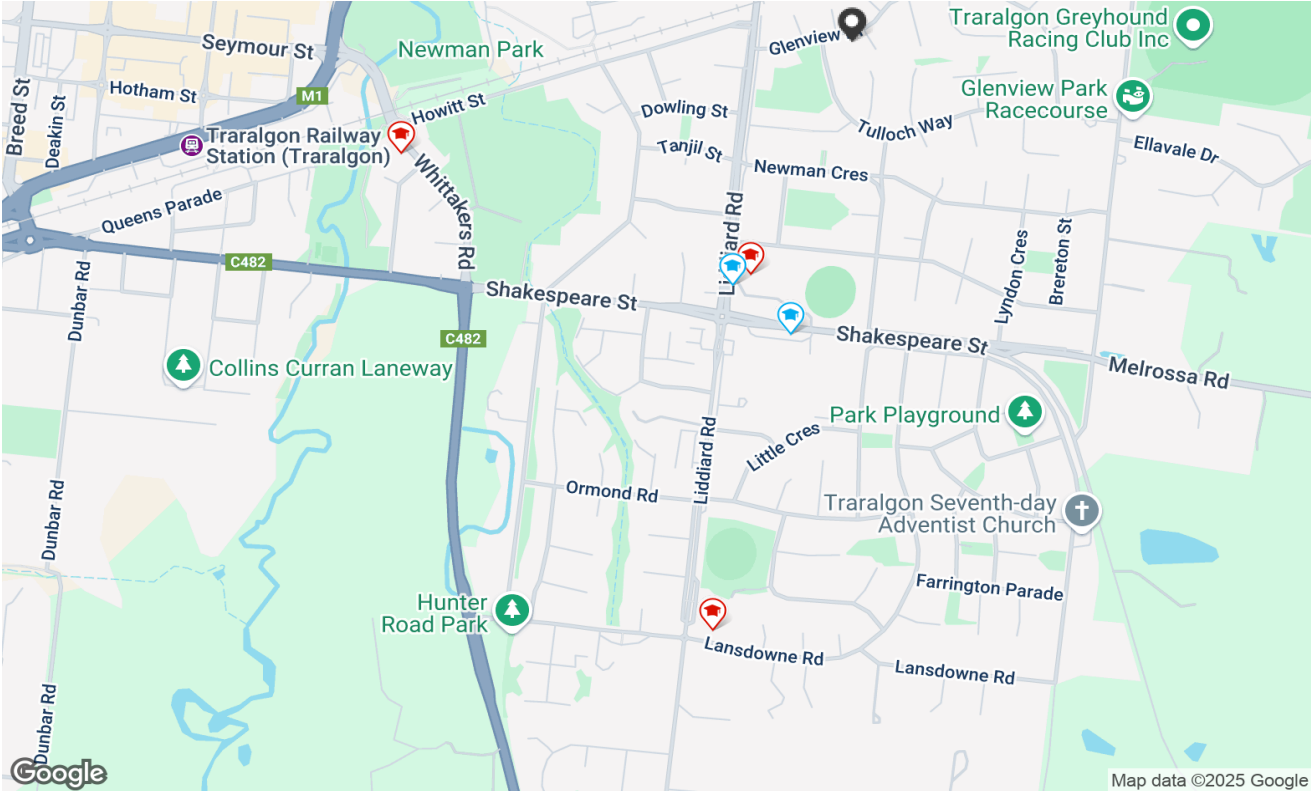 Seymour St
Newman Park
Glenview
Traralgon Greyhound
Racing Club Inc
Breed St
Deakin St
Hotham St
M1
Howitt St
Dowling St
Glenview Park
Racecourse
Tulloch Way
Traralgon Railway
Station (Traralgon)
Tanjil St
Ellavale Dr
Whittakers Rd
Newman Cres
Queens Parade
Liddiard Rd
Lyndon Cres
Brereton St
C482
Dunbar Rd
Shakespeare St
C482
Shakespeare St
Melrossa Rd
Collins Curran Laneway
Park Playground
Liddiard Rd
Little Cres
Ormond Rd
Dunbar Rd
Traralgon Seventh-day
Adventist Church
Farrington Parade
Hunter
Road Park
Lansdowne Rd
Lansdowne Rd
Dunbar Rd
Google
Map data ©2025 Google